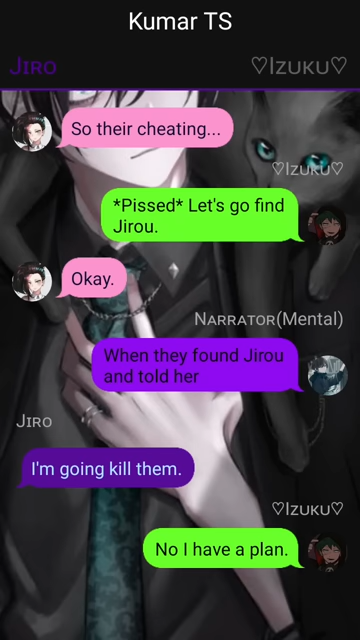 Kumar TS
Jiro
♡Izuku♡
So their cheating...
♡Izuku♡
*Pissed* Let's go find
Jirou.
Okay.
Narrator(Mental)
When they found Jirou
and told her
Jiro
I'm going kill them.
♡Izuku♡
No I have a plan.